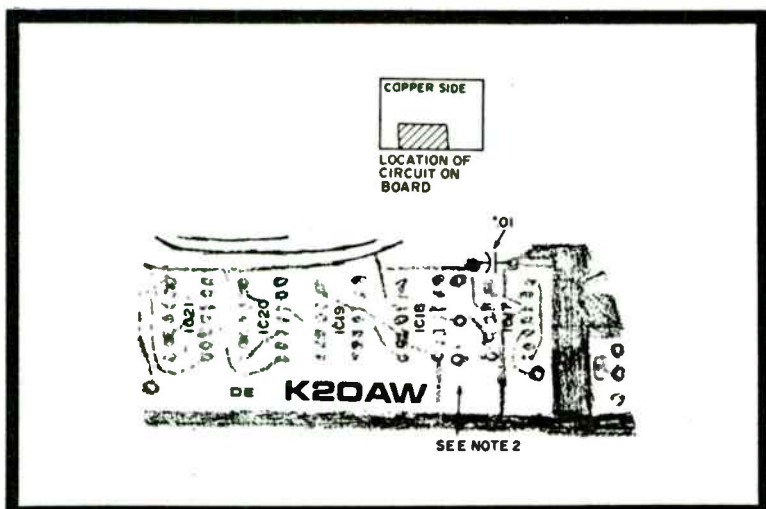 COPPER SIDE
LOCATION OF
CIRCUIT ON
BOARD
.01
IC21
IC20
IC19
IC18
IC17
DE K2OAW
SEE NOTE 2